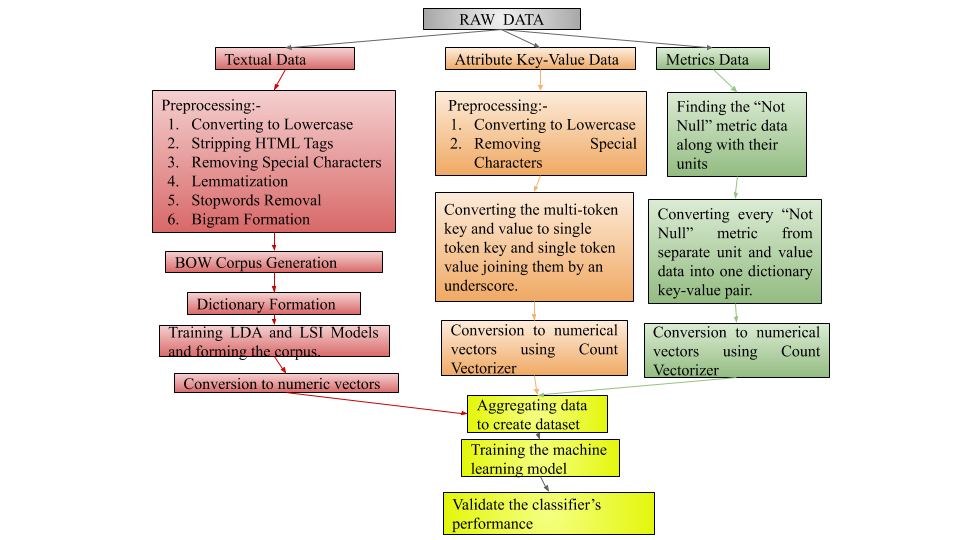 RAW DATA
Textual Data
Attribute Key-Value Data
Metrics Data
Preprocessing:-
1. Converting to Lowercase
2. Stripping HTML Tags
3. Removing Special Characters
4. Lemmatization
5. Stopwords Removal
6. Bigram Formation
BOW Corpus Generation
Dictionary Formation
Training LDA and LSI Models
and forming the corpus.
Conversion to numeric vectors
Preprocessing:-
1. Converting to Lowercase
2. Removing Special
Characters
Converting the multi-token
key and value to single
token key and single token
value joining them by an
underscore.
Conversion to numerical
vectors using Count
Vectorizer
Finding the “Not
Null” metric data
along with their
units
Converting every “Not
Null” metric from
separate unit and value
data into one dictionary
key-value pair.
Conversion to numerical
vectors using Count
Vectorizer
Aggregating data
to create dataset
Training the machine
learning model
Validate the classifier’s
performance